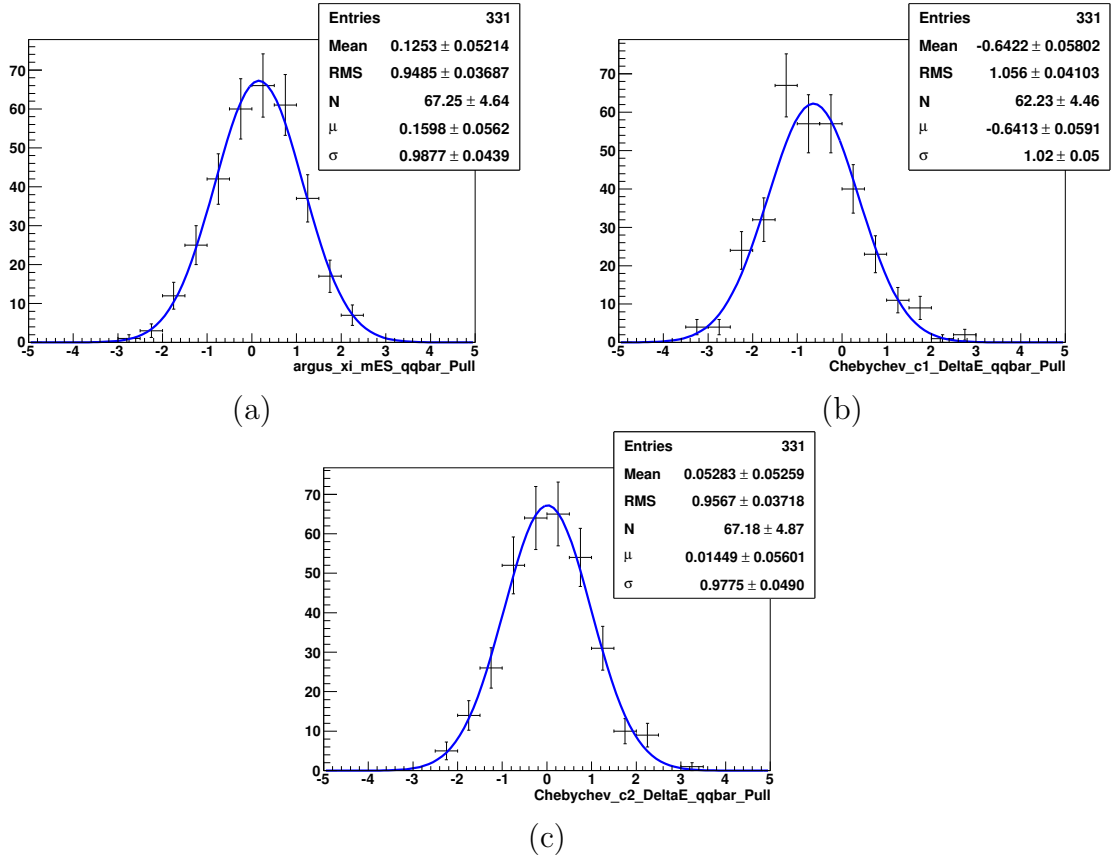 Entries 331
Mean 0.1253 ± 0.05214
RMS 0.9485 ± 0.03687
N 67.25 ± 4.64
μ 0.1598 ± 0.0562
σ 0.9877 ± 0.0439
70
60
50
40
30
20
10
0
-5 -4 -3 -2 -1 0 1 2 3 4 5
argus_xi_mES_qqbar_Pull
(a)
Entries 331
Mean -0.6422 ± 0.05802
RMS 1.056 ± 0.04103
N 62.23 ± 4.46
μ -0.6413 ± 0.0591
σ 1.02 ± 0.05
70
60
50
40
30
20
10
0
-5 -4 -3 -2 -1 0 1 2 3 4 5
Chebychev_c1_DeltaE_qqbar_Pull
(b)
Entries 331
Mean 0.05283 ± 0.05259
RMS 0.9567 ± 0.03718
N 67.18 ± 4.87
μ 0.01449 ± 0.05601
σ 0.9775 ± 0.0490
70
60
50
40
30
20
10
0
-5 -4 -3 -2 -1 0 1 2 3 4 5
Chebychev_c2_DeltaE_qqbar_Pull
(c)